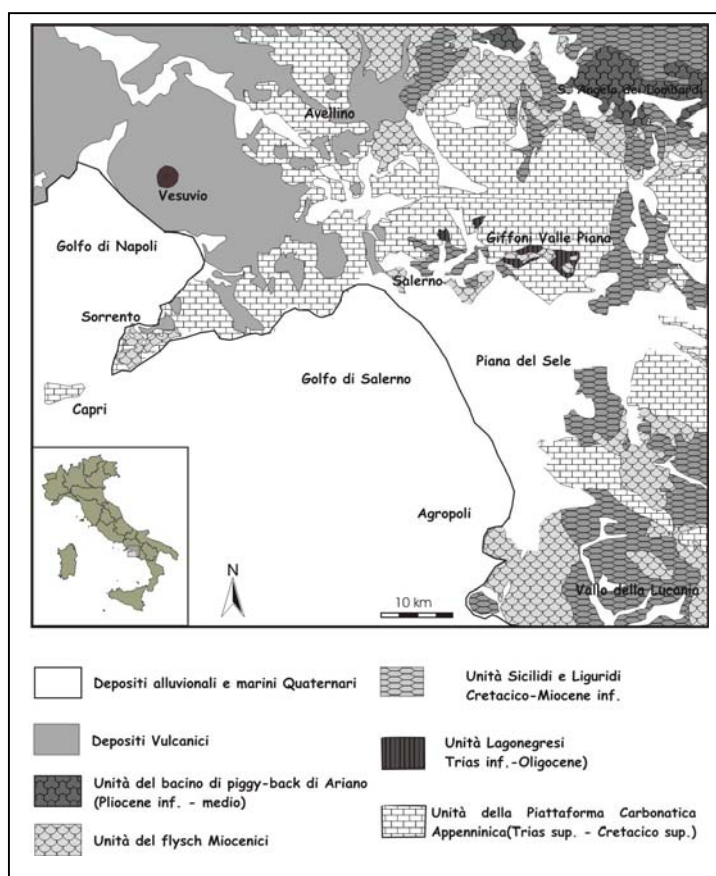 S. Angelo dei Lombardi
Avellino
Vesuvio
Golfo di Napoli
Giffoni Valle Piana
Salerno
Sorrento
Piana del Sele
Golfo di Salerno
Capri
Agropoli
N
10 km
Vallo della Lucania
Depositi alluvionali e marini Quaternari
Unità Sicilidi e Liguridi
Cretacico-Miocene inf.
Depositi Vulcanici
Unità Lagonegresi
Trias inf.-Oligocene)
Unità del bacino di piggy-back di Ariano
(Pliocene inf. - medio)
Unità della Piattaforma Carbonatica
Appenninica(Trias sup. - Cretacico sup.)
Unità del flysch Miocenici